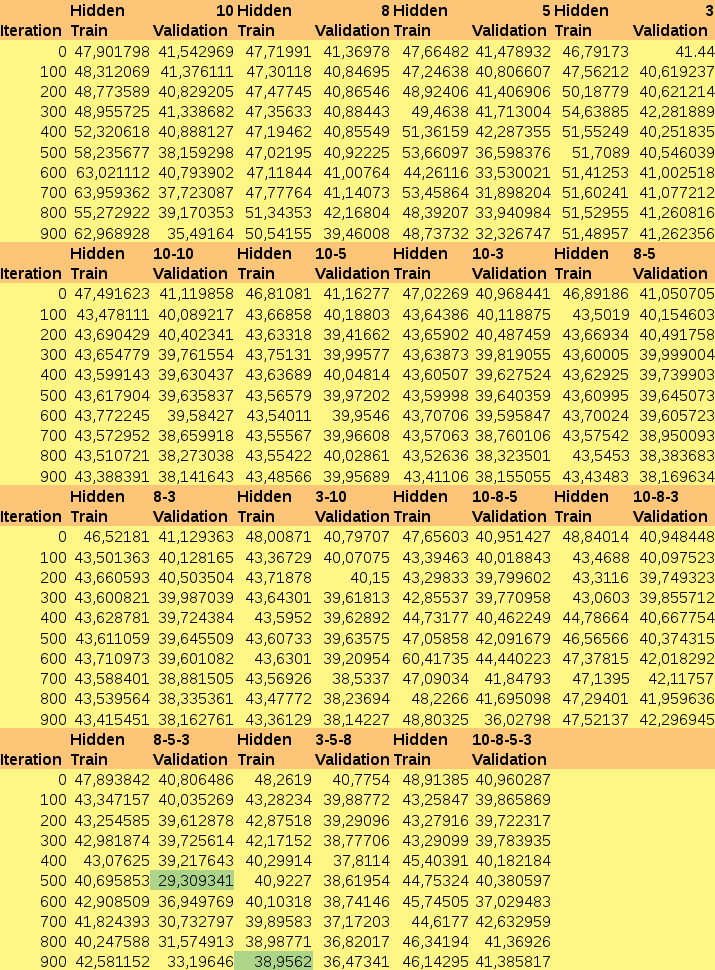 Hidden 10 Hidden 8 Hidden 5 Hidden 3
Iteration Train Validation Train Validation Train Validation Train Validation
0 47,901798 41,542969 47,71991 41,36978 47,66482 41,478932 46,79173 41.44
100 48,312069 41,376111 47,30118 40,84695 47,24638 40,806607 47,56212 40,619237
200 48,773589 40,829205 47,47745 40,86546 48,92406 41,406906 50,18779 40,621214
300 48,955725 41,338682 47,35633 40,88443 49,4638 41,713004 54,63885 42,281889
400 52,320618 40,888127 47,19462 40,85549 51,36159 42,287355 51,55249 40,251835
500 58,235677 38,159298 47,02195 40,92225 53,66097 36,598376 51,7089 40,546039
600 63,021112 40,793902 47,11844 41,00764 44,26116 33,530021 51,41253 41,002518
700 63,959362 37,723087 47,77764 41,14073 53,45864 31,898204 51,60241 41,077212
800 55,272922 39,170353 51,34353 42,16804 48,39207 33,940984 51,52955 41,260816
900 62,968928 35,49164 50,54155 39,46008 48,73732 32,326747 51,48957 41,262356
Hidden 10-10 Hidden 10-5 Hidden 10-3 Hidden 8-5
Iteration Train Validation Train Validation Train Validation Train Validation
0 47,491623 41,119858 46,81081 41,16277 47,02269 40,968441 46,89186 41,050705
100 43,478111 40,089217 43,66858 40,18803 43,64386 40,118875 43,5019 40,154603
200 43,690429 40,402341 43,63318 39,41662 43,65902 40,487459 43,66934 40,491758
300 43,654779 39,761554 43,75131 39,99577 43,63873 39,819055 43,60005 39,999004
400 43,599143 39,630437 43,63689 40,04814 43,60507 39,627524 43,62925 39,739903
500 43,617904 39,635837 43,56579 39,97202 43,59998 39,640359 43,60995 39,645073
600 43,772245 39,58427 43,54011 39,9546 43,70706 39,595847 43,70024 39,605723
700 43,572952 38,659918 43,55567 39,96608 43,57063 38,760106 43,57542 38,950093
800 43,510721 38,273038 43,55422 40,02861 43,52636 38,323501 43,5453 38,383683
900 43,388391 38,141643 43,48566 39,95689 43,41106 38,155055 43,43483 38,169634
Hidden 8-3 Hidden 3-10 Hidden 10-8-5 Hidden 10-8-3
Iteration Train Validation Train Validation Train Validation Train Validation
0 46,52181 41,129363 48,00871 40,79707 47,65603 40,951427 48,84014 40,948448
100 43,501363 40,128165 43,36729 40,07075 43,39463 40,018843 43,4688 40,097523
200 43,660593 40,503504 43,71878 40,15 43,29833 39,799602 43,3116 39,749323
300 43,600821 39,987039 43,64301 39,61813 42,85537 39,770958 43,0603 39,855712
400 43,628781 39,724384 43,5952 39,62892 44,73177 40,462249 44,78664 40,667754
500 43,611059 39,645509 43,60733 39,63575 47,05858 42,091679 46,56566 40,374315
600 43,710973 39,601082 43,6301 39,20954 60,41735 44,440223 47,37815 42,018292
700 43,588401 38,881505 43,56926 38,5337 47,09034 41,84793 47,1395 42,11757
800 43,539564 38,335361 43,47772 38,23694 48,2266 41,695098 47,29401 41,959636
900 43,415451 38,162761 43,36129 38,14227 48,80325 36,02798 47,52137 42,296945
Hidden 8-5-3 Hidden 3-5-8 Hidden 10-8-5-3
Iteration Train Validation Train Validation Train Validation
0 47,893842 40,806486 48,2619 40,7754 48,91385 40,960287
100 43,347157 40,035269 43,28234 39,88772 43,25847 39,865869
200 43,254585 39,612878 42,87518 39,29096 43,27916 39,722317
300 42,981874 39,725614 42,17152 38,77706 43,29099 39,783935
400 43,07625 39,217643 40,29914 37,8114 45,40391 40,182184
500 40,695853 29,309341 40,9227 38,61954 44,75324 40,380597
600 42,908509 36,949769 40,10318 38,74146 45,74505 37,029483
700 41,824393 30,732797 39,89583 37,17203 44,6177 42,632959
800 40,247588 31,574913 38,98771 36,82017 46,34194 41,36926
900 42,581152 33,19646 38,9562 36,47341 46,14295 41,385817